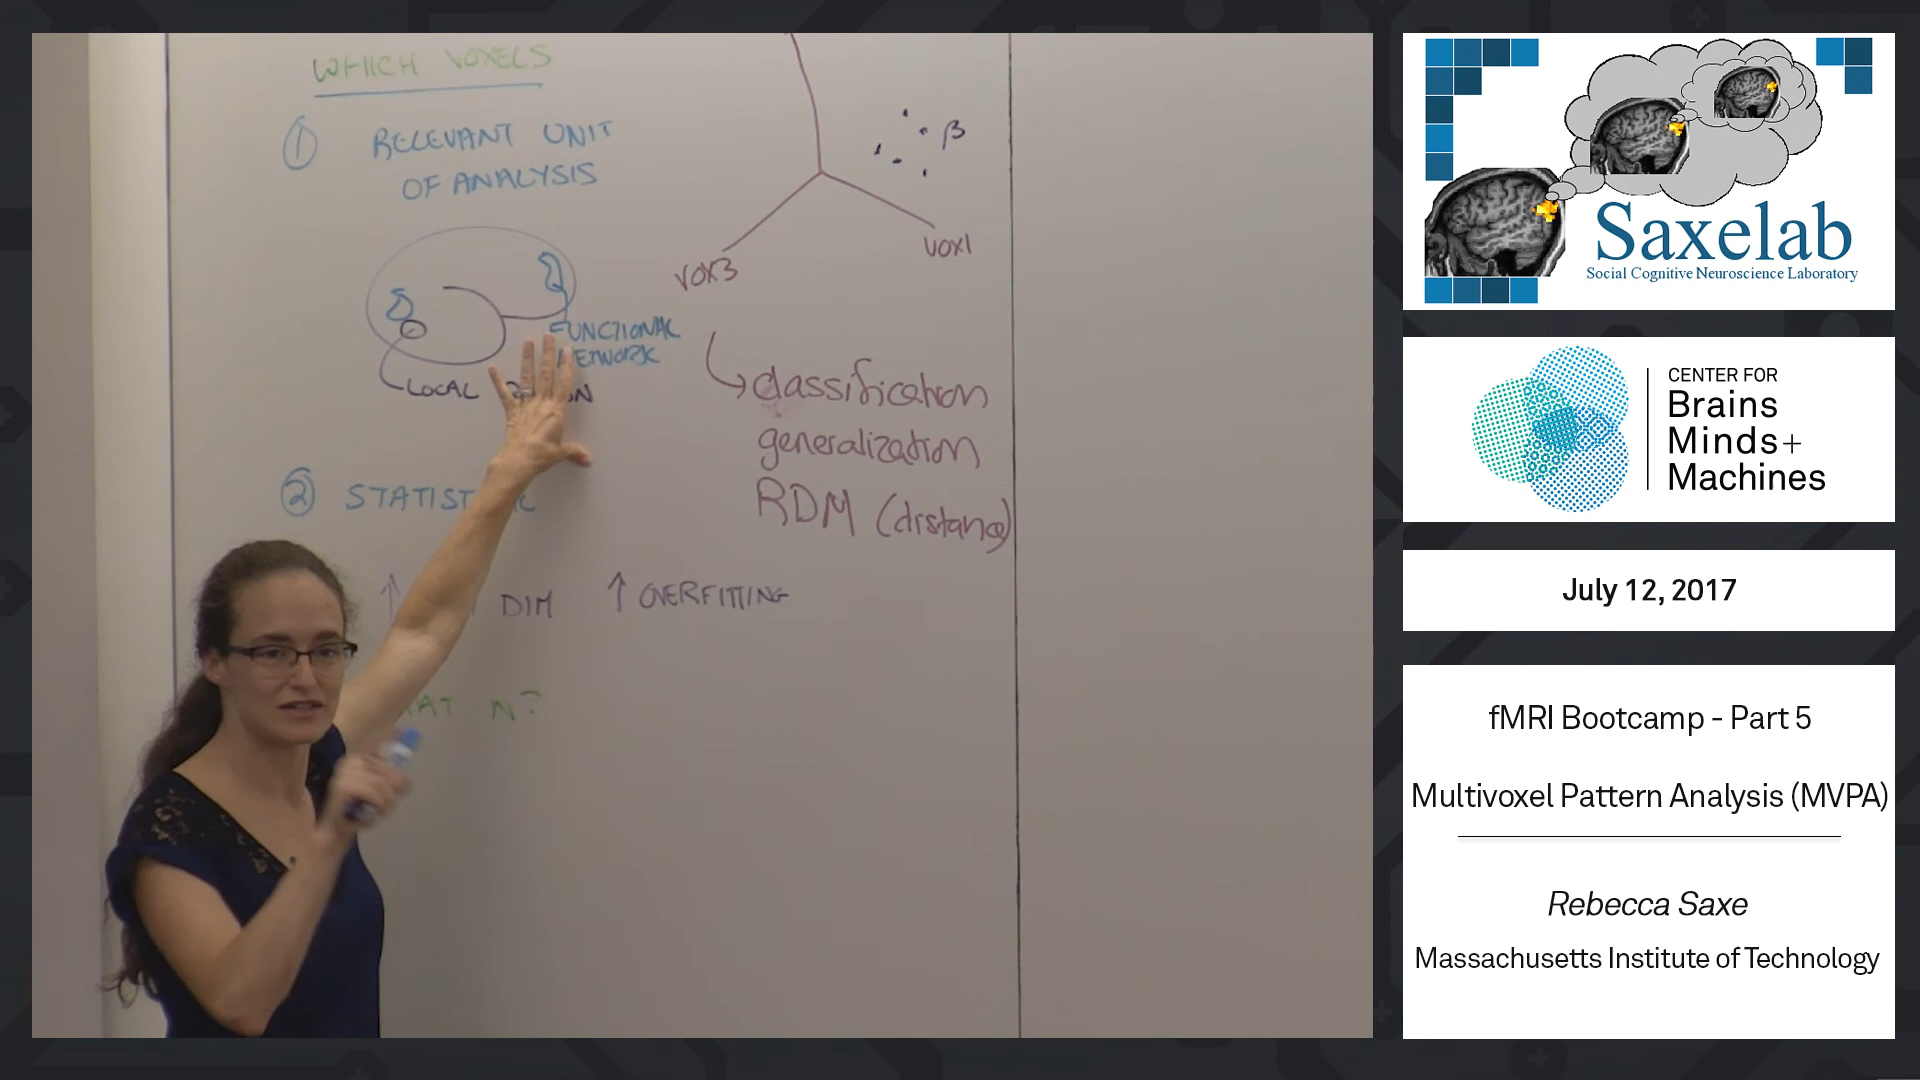 WHICH VOXELS
① RELEVANT UNIT
OF ANALYSIS
FUNCTIONAL
NETWORK
LOCAL
② 
↑ DIM ↑ OVERFITTING
N?
β
VOX1
VOX3
classification
generalization
RDM (distance)
Saxelab
Social Cognitive Neuroscience Laboratory
CENTER FOR
Brains
Minds+
Machines
July 12, 2017
fMRI Bootcamp - Part 5
Multivoxel Pattern Analysis (MVPA)
Rebecca Saxe
Massachusetts Institute of Technology